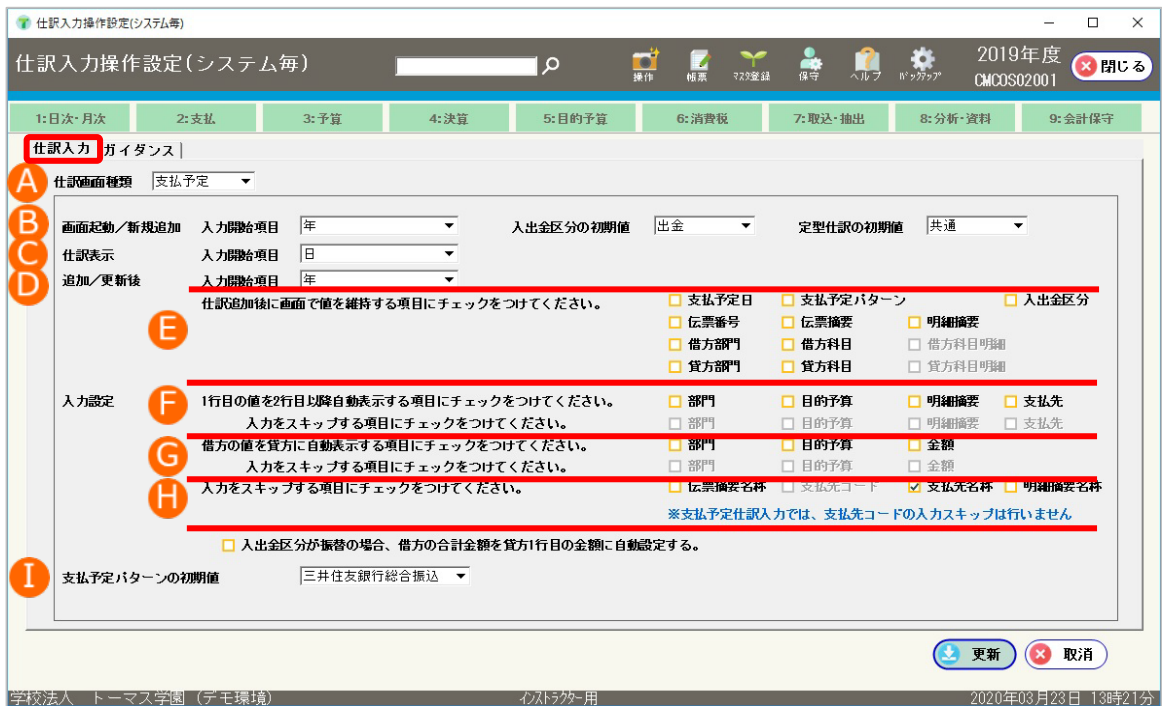 仕訳入力操作設定(システム毎)
仕訳入力操作設定(システム毎) 操作 帳票 ﾏｽﾀ登録 保守 ヘルプ ﾊﾞｯｸｱｯﾌﾟ 2019年度 CMCOS02001 閉じる
1:日次・月次 2:支払 3:予算 4:決算 5:目的予算 6:消費税 7:取込・抽出 8:分析・資料 9:会計保守
仕訳入力 ガイダンス
A 仕訳画面種類 支払予定
B 画面起動／新規追加 入力開始項目 年 入出金区分の初期値 出金 定型仕訳の初期値 共通
C 仕訳表示 入力開始項目 日
D 追加／更新後 入力開始項目 年
E 仕訳追加後に画面で値を維持する項目にチェックをつけてください。 支払予定日 支払予定パターン 入出金区分
伝票番号 伝票摘要 明細摘要
借方部門 借方科目 借方科目明細
貸方部門 貸方科目 貸方科目明細
入力設定 F 1行目の値を2行目以降自動表示する項目にチェックをつけてください。 部門 目的予算 明細摘要 支払先
入力をスキップする項目にチェックをつけてください。 部門 目的予算 明細摘要 支払先
G 借方の値を貸方に自動表示する項目にチェックをつけてください。 部門 目的予算 金額
入力をスキップする項目にチェックをつけてください。 部門 目的予算 金額
H 入力をスキップする項目にチェックをつけてください。 伝票摘要名称 支払先コード 支払先名称 明細摘要名称
※支払予定仕訳入力では、支払先コードの入力スキップは行いません
入出金区分が振替の場合、借方の合計金額を貸方1行目の金額に自動設定する。
I 支払予定パターンの初期値 三井住友銀行総合振込
更新 取消
学校法人 トーマス学園（デモ環境） ｲﾝｽﾄﾗｸﾀｰ用 2020年03月23日 13時21分